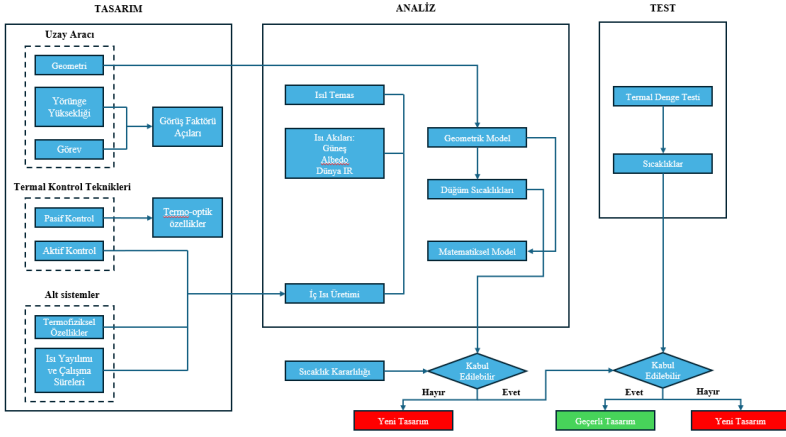 TASARIM
ANALİZ
TEST
Uzay Aracı
Geometri
Yörünge
Yüksekliği
Görev
Görüş Faktörü
Açıları
Termal Kontrol Teknikleri
Pasif Kontrol
Aktif Kontrol
Termo-optik
özellikler
Alt sistemler
Termofiziksel
Özellikler
Isı Yayılımı
ve Çalışma
Süreleri
Isıl Temas
Isı Akıları:
Güneş
Albedo
Dünya IR
İç Isı Üretimi
Geometrik Model
Düğüm Sıcaklıkları
Matematiksel Model
Termal Denge Testi
Sıcaklıklar
Sıcaklık Kararlılığı
Kabul
Edilebilir
Hayır
Evet
Yeni Tasarım
Kabul
Edilebilir
Evet
Hayır
Geçerli Tasarım
Yeni Tasarım